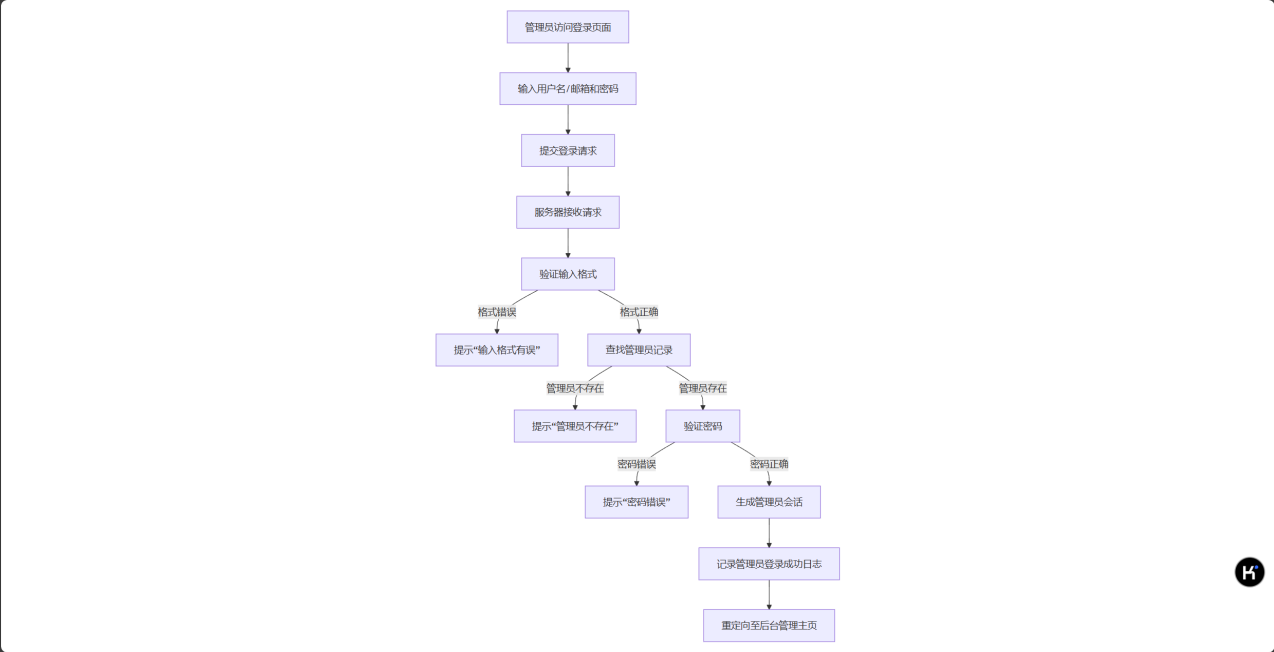 管理员访问登录页面
输入用户名/邮箱和密码
提交登录请求
服务器接收请求
验证输入格式
格式错误
格式正确
提示“输入格式有误”
查找管理员记录
管理员不存在
管理员存在
提示“管理员不存在”
验证密码
密码错误
密码正确
提示“密码错误”
生成管理员会话
记录管理员登录成功日志
重定向至后台管理主页
K